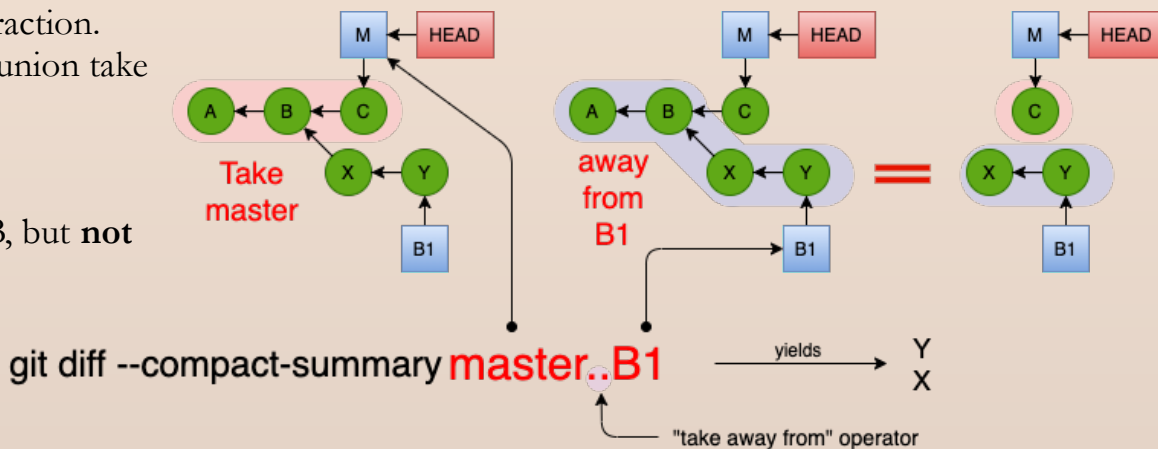 raction.
union take
, but not
M
HEAD
A
B
C
X
Y
B1
Take
master
M
HEAD
A
B
C
X
Y
B1
away
from
B1
M
HEAD
C
X
Y
B1
git diff --compact-summary master..B1
yields
Y
X
"take away from" operator